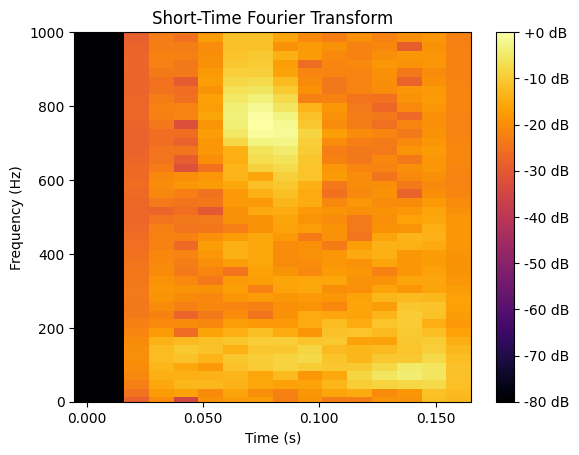 Short-Time Fourier Transform
1000
800
600
400
200
0
Frequency (Hz)
0.000
0.050
0.100
0.150
Time (s)
+0 dB
-10 dB
-20 dB
-30 dB
-40 dB
-50 dB
-60 dB
-70 dB
-80 dB